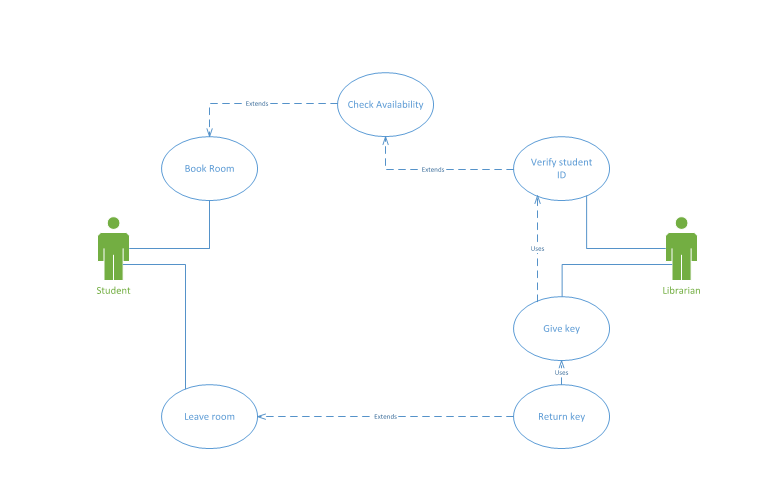 Extends
Check Availability
Book Room
Extends
Verify student
ID
Uses
Student
Librarian
Give key
Uses
Leave room
Extends
Return key